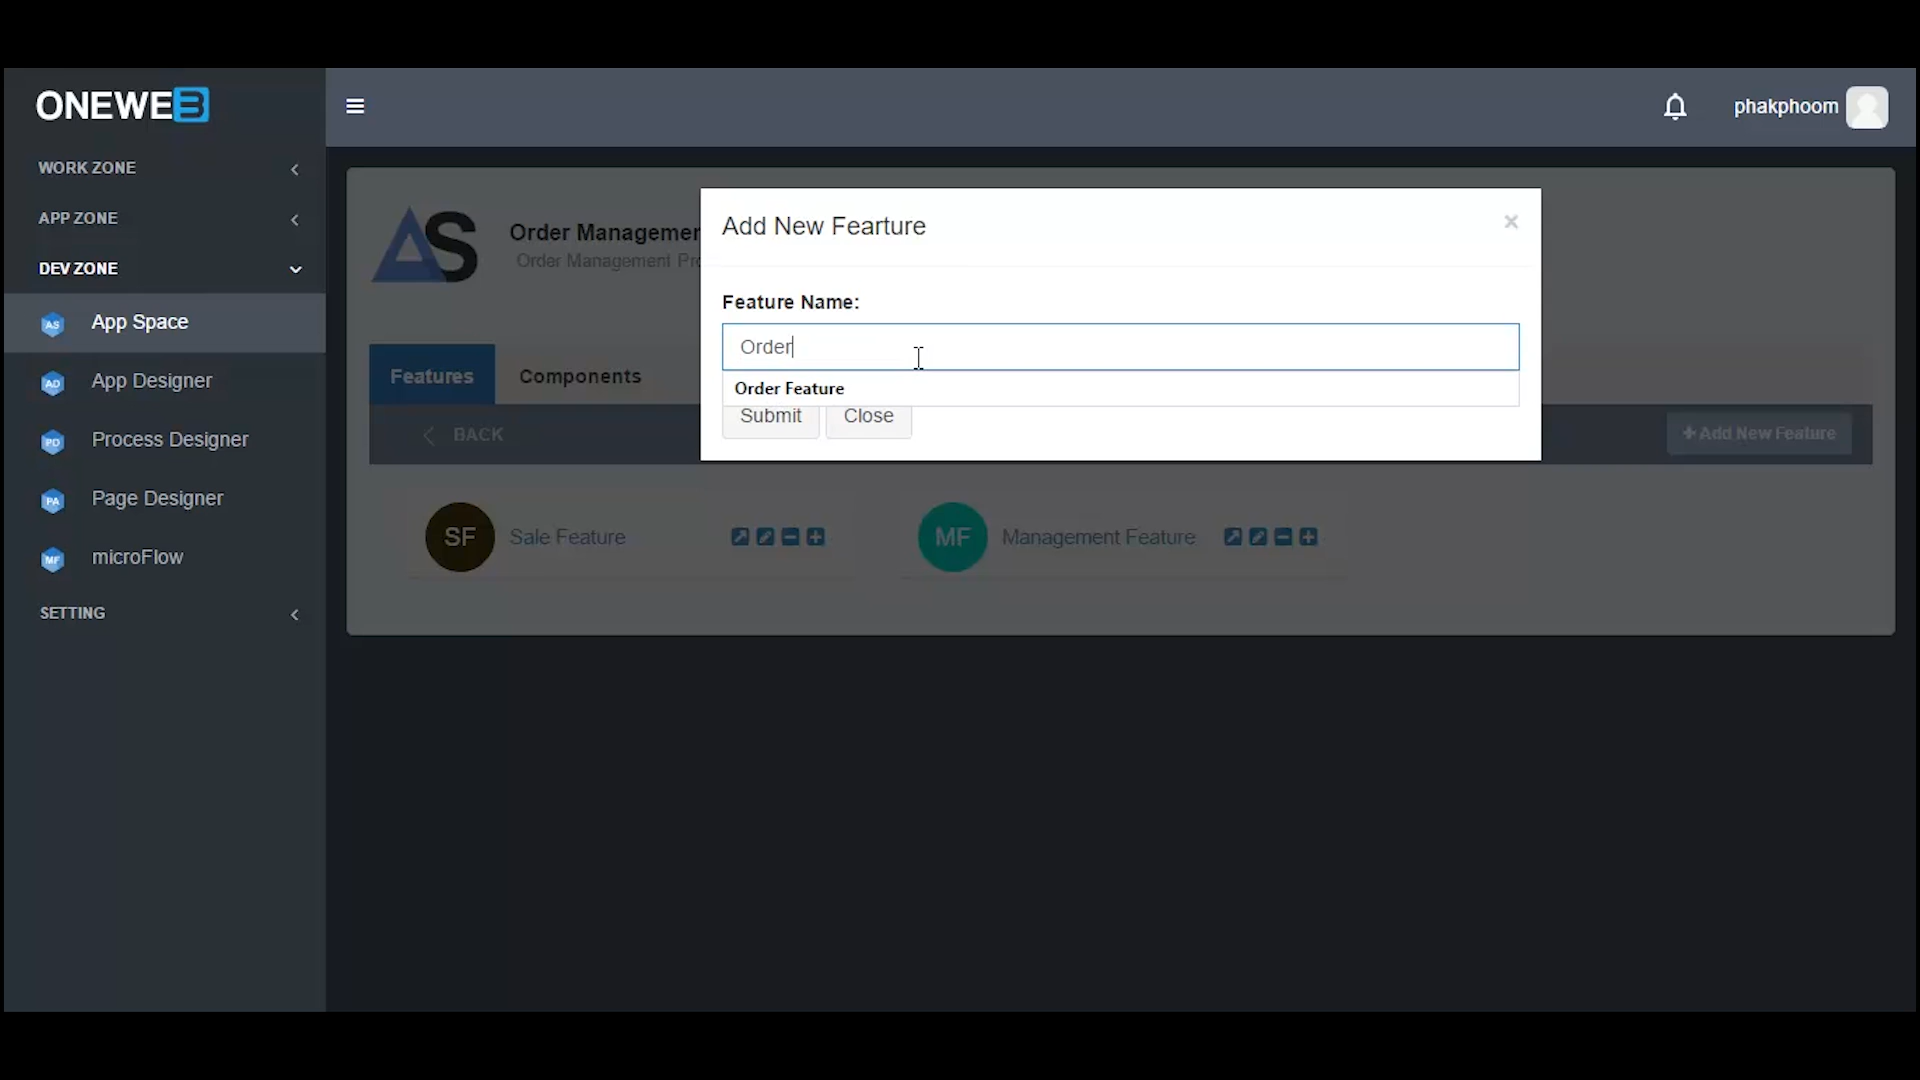 ONEWEB
phakphoom
WORK ZONE
APP ZONE
DEV ZONE
AS
App Space
AD
App Designer
PD
Process Designer
PA
Page Designer
MF
microFlow
SETTING
AS
Order Managemen
Order Management Pro
Features
Components
BACK
Add New Feature
SF
Sale Feature
MF
Management Feature
Add New Fearture
×
Feature Name:
Order
Order Feature
Submit
Close